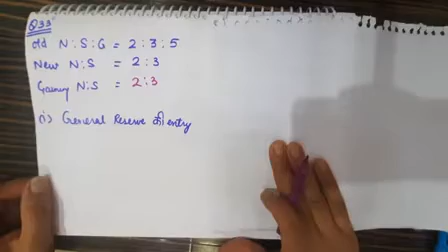 Q33
Old N : S : G = 2 : 3 : 5
New N : S = 2 : 3
Gaining N : S = 2 : 3
(i) General Reserve की entry